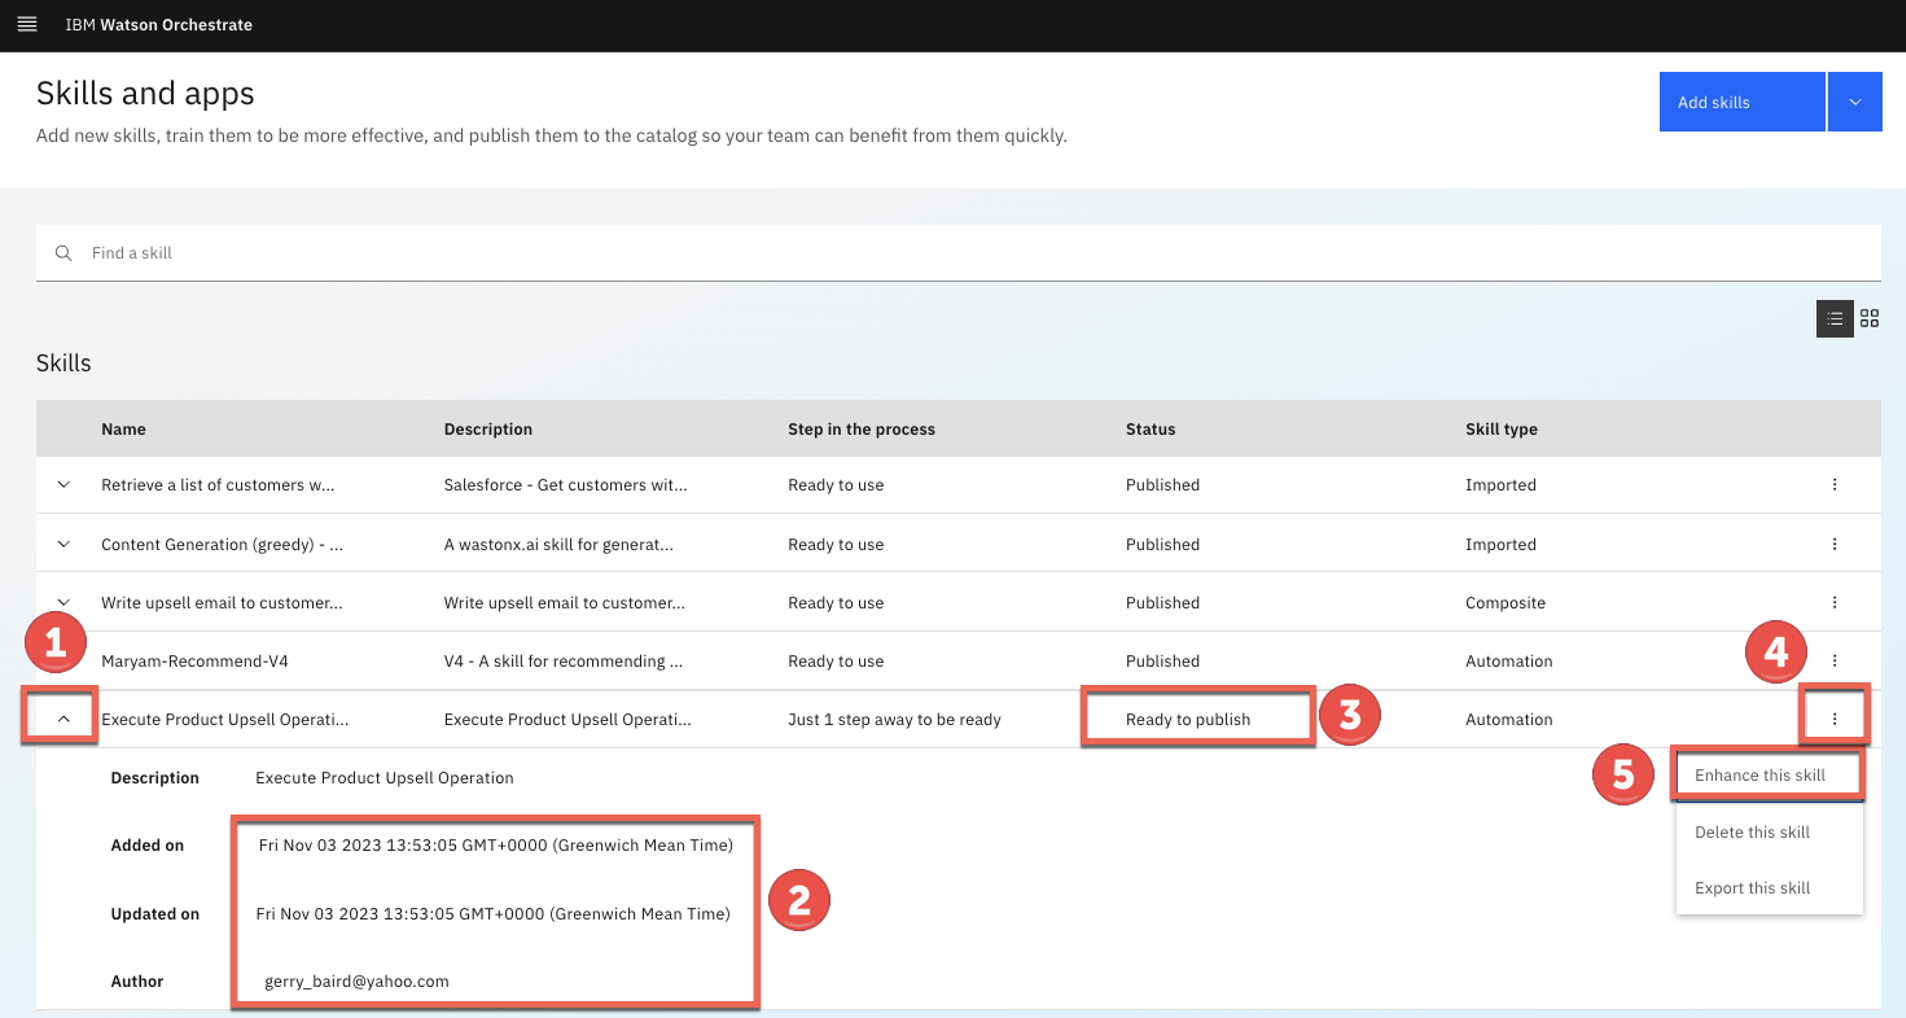 IBM Watson Orchestrate
Skills and apps
Add skills
Add new skills, train them to be more effective, and publish them to the catalog so your team can benefit from them quickly.
Find a skill
Skills
Name Description Step in the process Status Skill type
Retrieve a list of customers w... Salesforce - Get customers wit... Ready to use Published Imported
Content Generation (greedy) - ... A wastonx.ai skill for generat... Ready to use Published Imported
Write upsell email to customer... Write upsell email to customer... Ready to use Published Composite
1
4
Maryam-Recommend-V4 V4 - A skill for recommending ... Ready to use Published Automation
Execute Product Upsell Operati... Execute Product Upsell Operati... Just 1 step away to be ready Ready to publish 3 Automation
Description Execute Product Upsell Operation 5 Enhance this skill
Delete this skill
Added on Fri Nov 03 2023 13:53:05 GMT+0000 (Greenwich Mean Time)
Export this skill
2
Updated on Fri Nov 03 2023 13:53:05 GMT+0000 (Greenwich Mean Time)
Author gerry_baird@yahoo.com